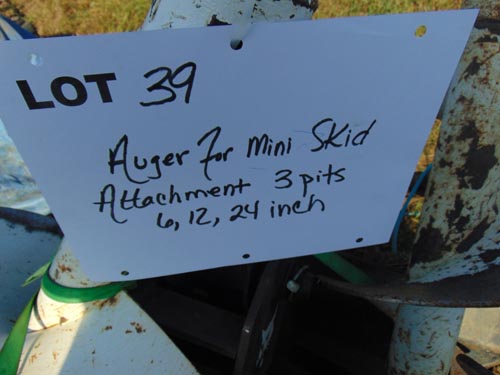 LOT 39
Auger For Mini Skid
Attachment 3 pits
6, 12, 24 inch